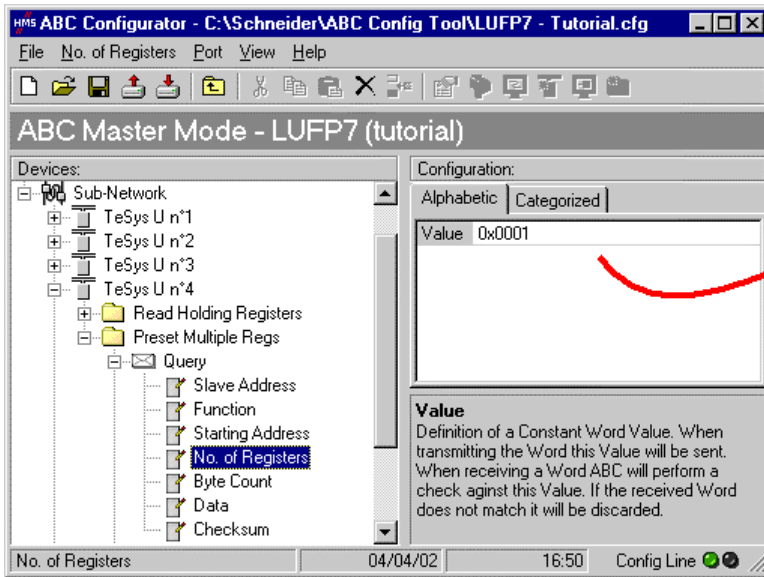 HMS ABC Configurator - C:\Schneider\ABC Config Tool\LUFP7 - Tutorial.cfg
File No. of Registers Port View Help
ABC Master Mode - LUFP7 (tutorial)
Devices:
Sub-Network
TeSys U n°1
TeSys U n°2
TeSys U n°3
TeSys U n°4
Read Holding Registers
Preset Multiple Regs
Query
Slave Address
Function
Starting Address
No. of Registers
Byte Count
Data
Checksum
Configuration:
Alphabetic Categorized
Value 0x0001
Value
Definition of a Constant Word Value. When
transmitting the Word this Value will be sent.
When receiving a Word ABC will perform a
check aginst this Value. If the received Word
does not match it will be discarded.
No. of Registers 04/04/02 16:50 Config Line